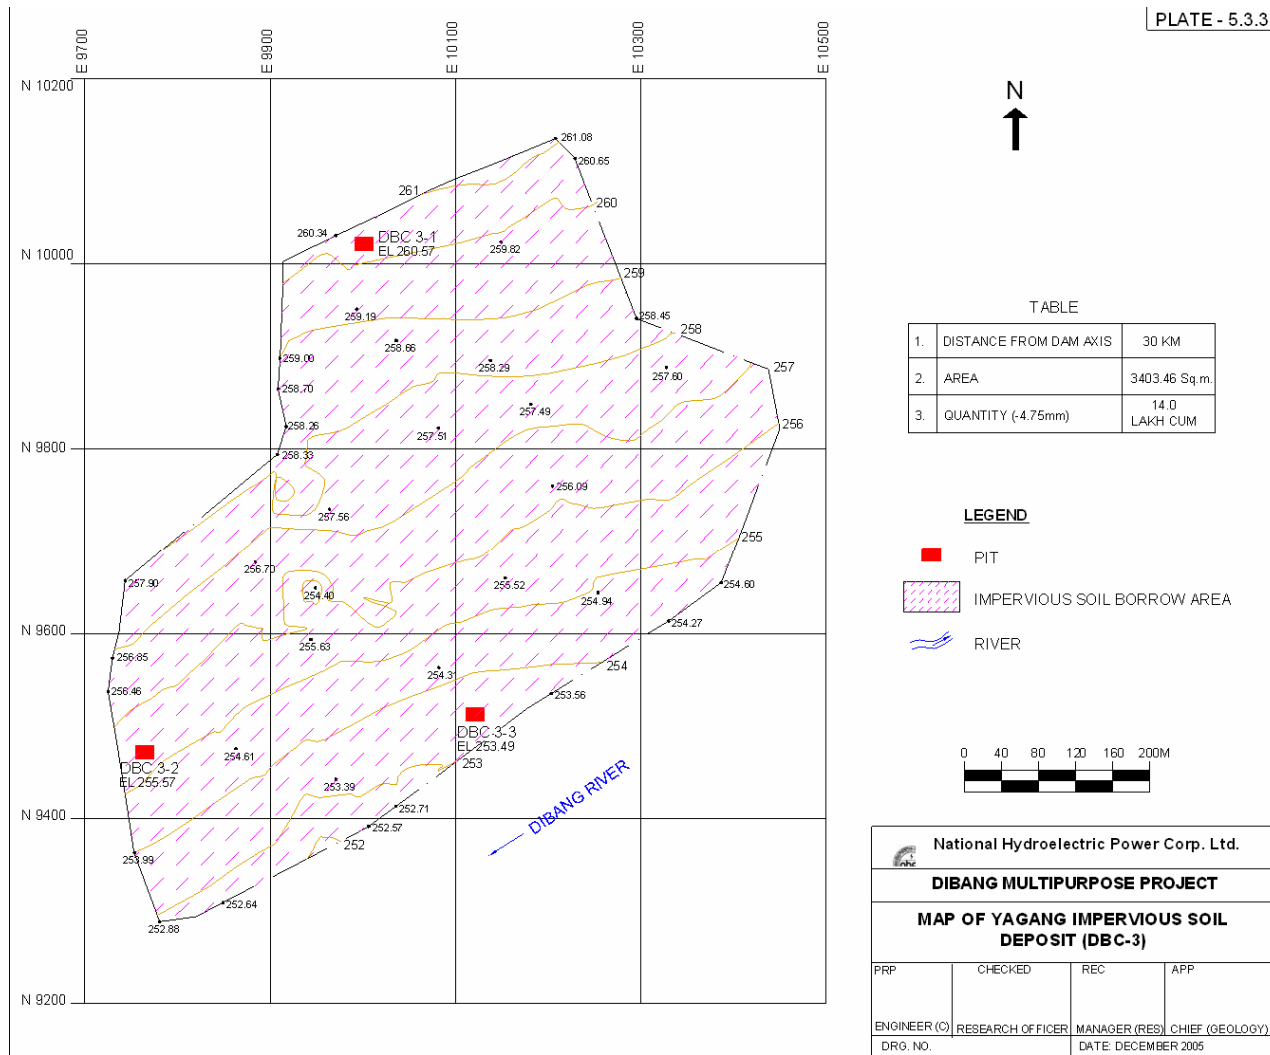 PLATE - 5.3.3
E 9700
E 9900
E 10100
E 10300
E 10500
N 10200
N
261.08
260.65
261
260
260.34
DBC 3-1
EL 260.57
259.82
N 10000
259
259.19
258.45
258
258.66
259.00
258.29
257.60
257
258.70
257.49
258.26
257.51
256
N 9800
258.33
256.09
257.56
255
256.70
257.90
254.40
255.52
254.94
254.60
N 9600
254.27
255.63
256.85
254.31
254
256.46
253.56
DBC 3-3
EL 253.49
254.61
253
DBC 3-2
EL 255.57
253.39
252.71
N 9400
252.57
252
253.99
252.64
252.88
N 9200
DIBANG RIVER
TABLE
1. DISTANCE FROM DAM AXIS 30 KM
2. AREA 3403.46 Sq.m.
3. QUANTITY (-4.75mm) 14.0
LAKH CUM
LEGEND
PIT
IMPERVIOUS SOIL BORROW AREA
RIVER
0 40 80 120 160 200M
National Hydroelectric Power Corp. Ltd.
DIBANG MULTIPURPOSE PROJECT
MAP OF YAGANG IMPERVIOUS SOIL
DEPOSIT (DBC-3)
PRP CHECKED REC APP
ENGINEER (C) RESEARCH OFFICER MANAGER (RES) CHIEF (GEOLOGY)
DRG. NO. DATE: DECEMBER 2005